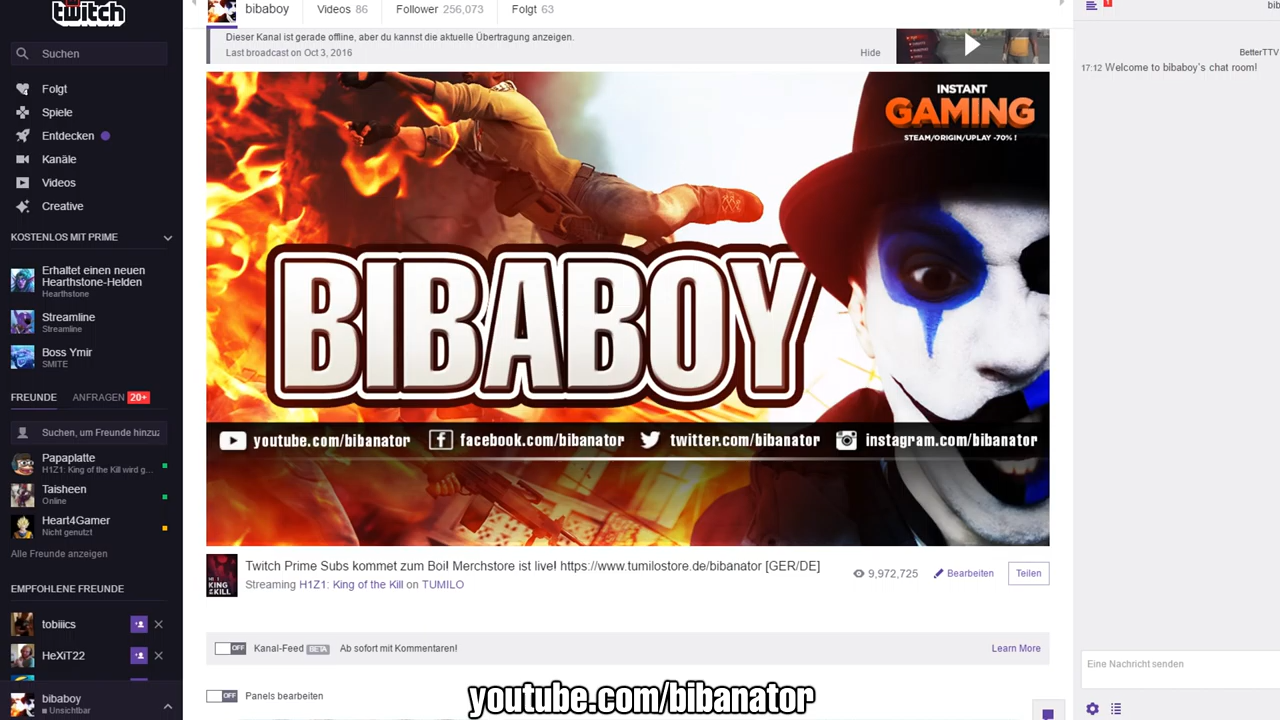 twitch
Suchen
Folgt
Spiele
Entdecken
Kanäle
Videos
Creative
KOSTENLOS MIT PRIME
Erhaltet einen neuen
Hearthstone-Helden
Hearthstone
Streamline
Streamline
Boss Ymir
SMITE
FREUNDE ANFRAGEN 20+
Suchen, um Freunde hinzuz
Papaplatte
H1Z1: King of the Kill wird g...
Taisheen
Online
Heart4Gamer
Nicht genutzt
Alle Freunde anzeigen
EMPFOHLENE FREUNDE
tobiiics
HeXiT22
bibaboy
Unsichtbar
bibaboy Videos 86 Follower 256,073 Folgt 63
Dieser Kanal ist gerade offline, aber du kannst die aktuelle Übertragung anzeigen.
Last broadcast on Oct 3, 2016 Hide
INSTANT
GAMING
STEAM/ORIGIN/UPLAY -70% !
BIBABOY
youtube.com/bibanator facebook.com/bibanator twitter.com/bibanator instagram.com/bibanator
KING
KILL
Twitch Prime Subs kommet zum Boi! Merchstore ist live! https://www.tumilostore.de/bibanator [GER/DE]
Streaming H1Z1: King of the Kill on TUMILO
9,972,725 Bearbeiten Teilen
OFF Kanal-Feed BETA Ab sofort mit Kommentaren! Learn More
OFF Panels bearbeiten
youtube.com/bibanator
1
bib
BetterTTV
17:12 Welcome to bibaboy's chat room!
Eine Nachricht senden